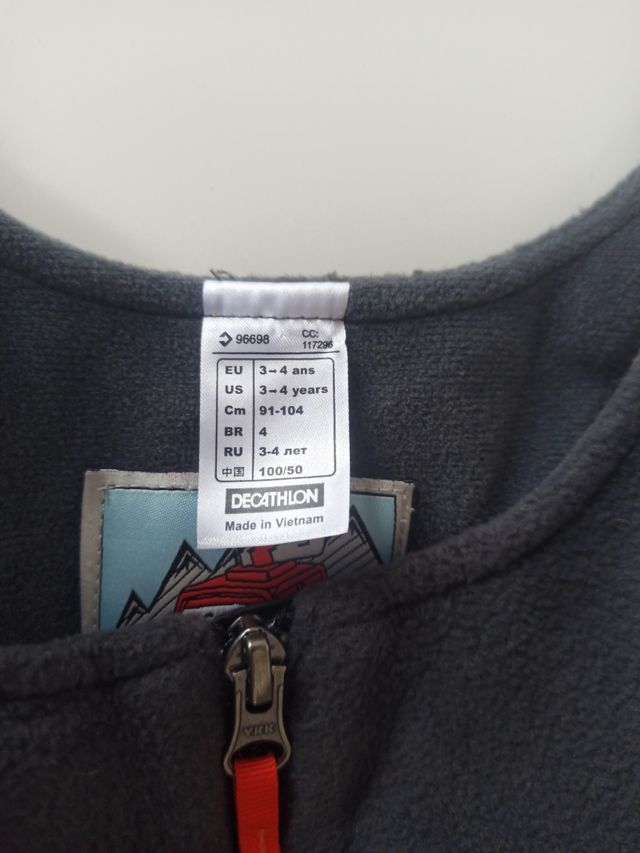 96698 CC: 117296
EU 3→4 ans
US 3→4 years
Cm 91-104
BR 4
RU 3-4 лет
中国 100/50
DECATHLON
Made in Vietnam
YKK